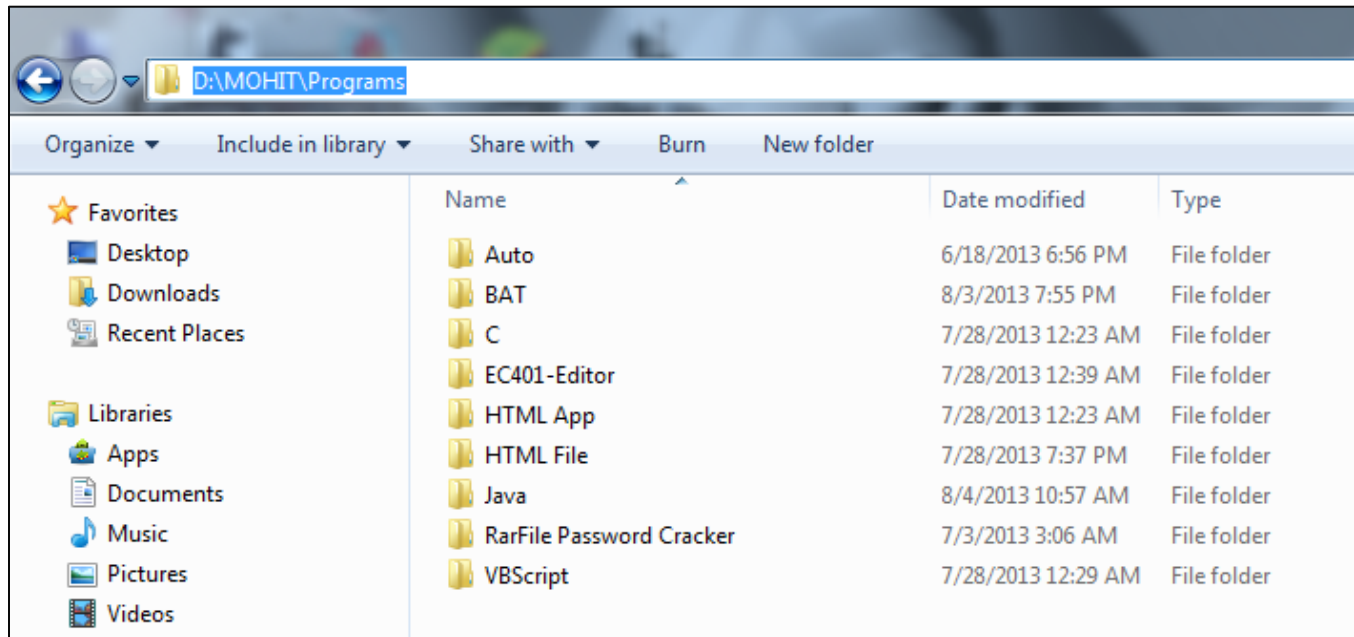 D:\MOHIT\Programs
Organize Include in library Share with Burn New folder
Favorites
Desktop
Downloads
Recent Places
Libraries
Apps
Documents
Music
Pictures
Videos
Name Date modified Type
Auto 6/18/2013 6:56 PM File folder
BAT 8/3/2013 7:55 PM File folder
C 7/28/2013 12:23 AM File folder
EC401-Editor 7/28/2013 12:39 AM File folder
HTML App 7/28/2013 12:23 AM File folder
HTML File 7/28/2013 7:37 PM File folder
Java 8/4/2013 10:57 AM File folder
RarFile Password Cracker 7/3/2013 3:06 AM File folder
VBScript 7/28/2013 12:29 AM File folder